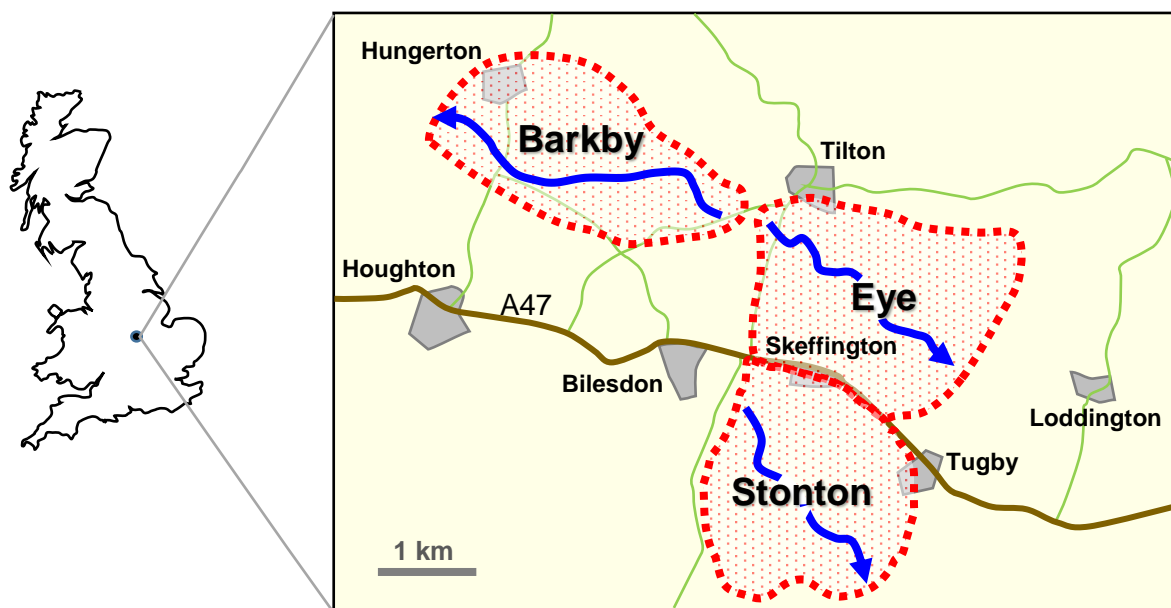 Hungerton
Barkby
Tilton
Houghton
A47
Eye
Skeffington
Bilesdon
Loddington
Tugby
Stonton
1 km